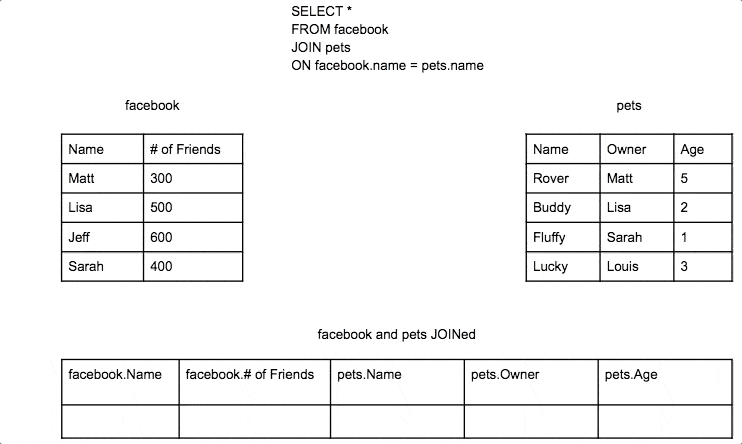 SELECT *
FROM facebook
JOIN pets
ON facebook.name = pets.name
facebook
Name # of Friends
Matt 300
Lisa 500
Jeff 600
Sarah 400
pets
Name Owner Age
Rover Matt 5
Buddy Lisa 2
Fluffy Sarah 1
Lucky Louis 3
facebook and pets JOINed
facebook.Name facebook.# of Friends pets.Name pets.Owner pets.Age